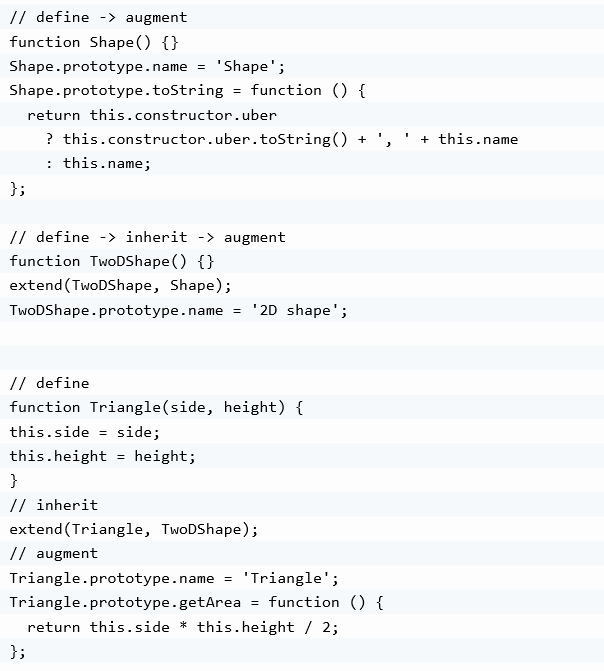 // define -> augment
function Shape() {}
Shape.prototype.name = 'Shape';
Shape.prototype.toString = function () {
  return this.constructor.uber
    ? this.constructor.uber.toString() + ', ' + this.name
    : this.name;
};

// define -> inherit -> augment
function TwoDShape() {}
extend(TwoDShape, Shape);
TwoDShape.prototype.name = '2D shape';

// define
function Triangle(side, height) {
this.side = side;
this.height = height;
}
// inherit
extend(Triangle, TwoDShape);
// augment
Triangle.prototype.name = 'Triangle';
Triangle.prototype.getArea = function () {
  return this.side * this.height / 2;
};